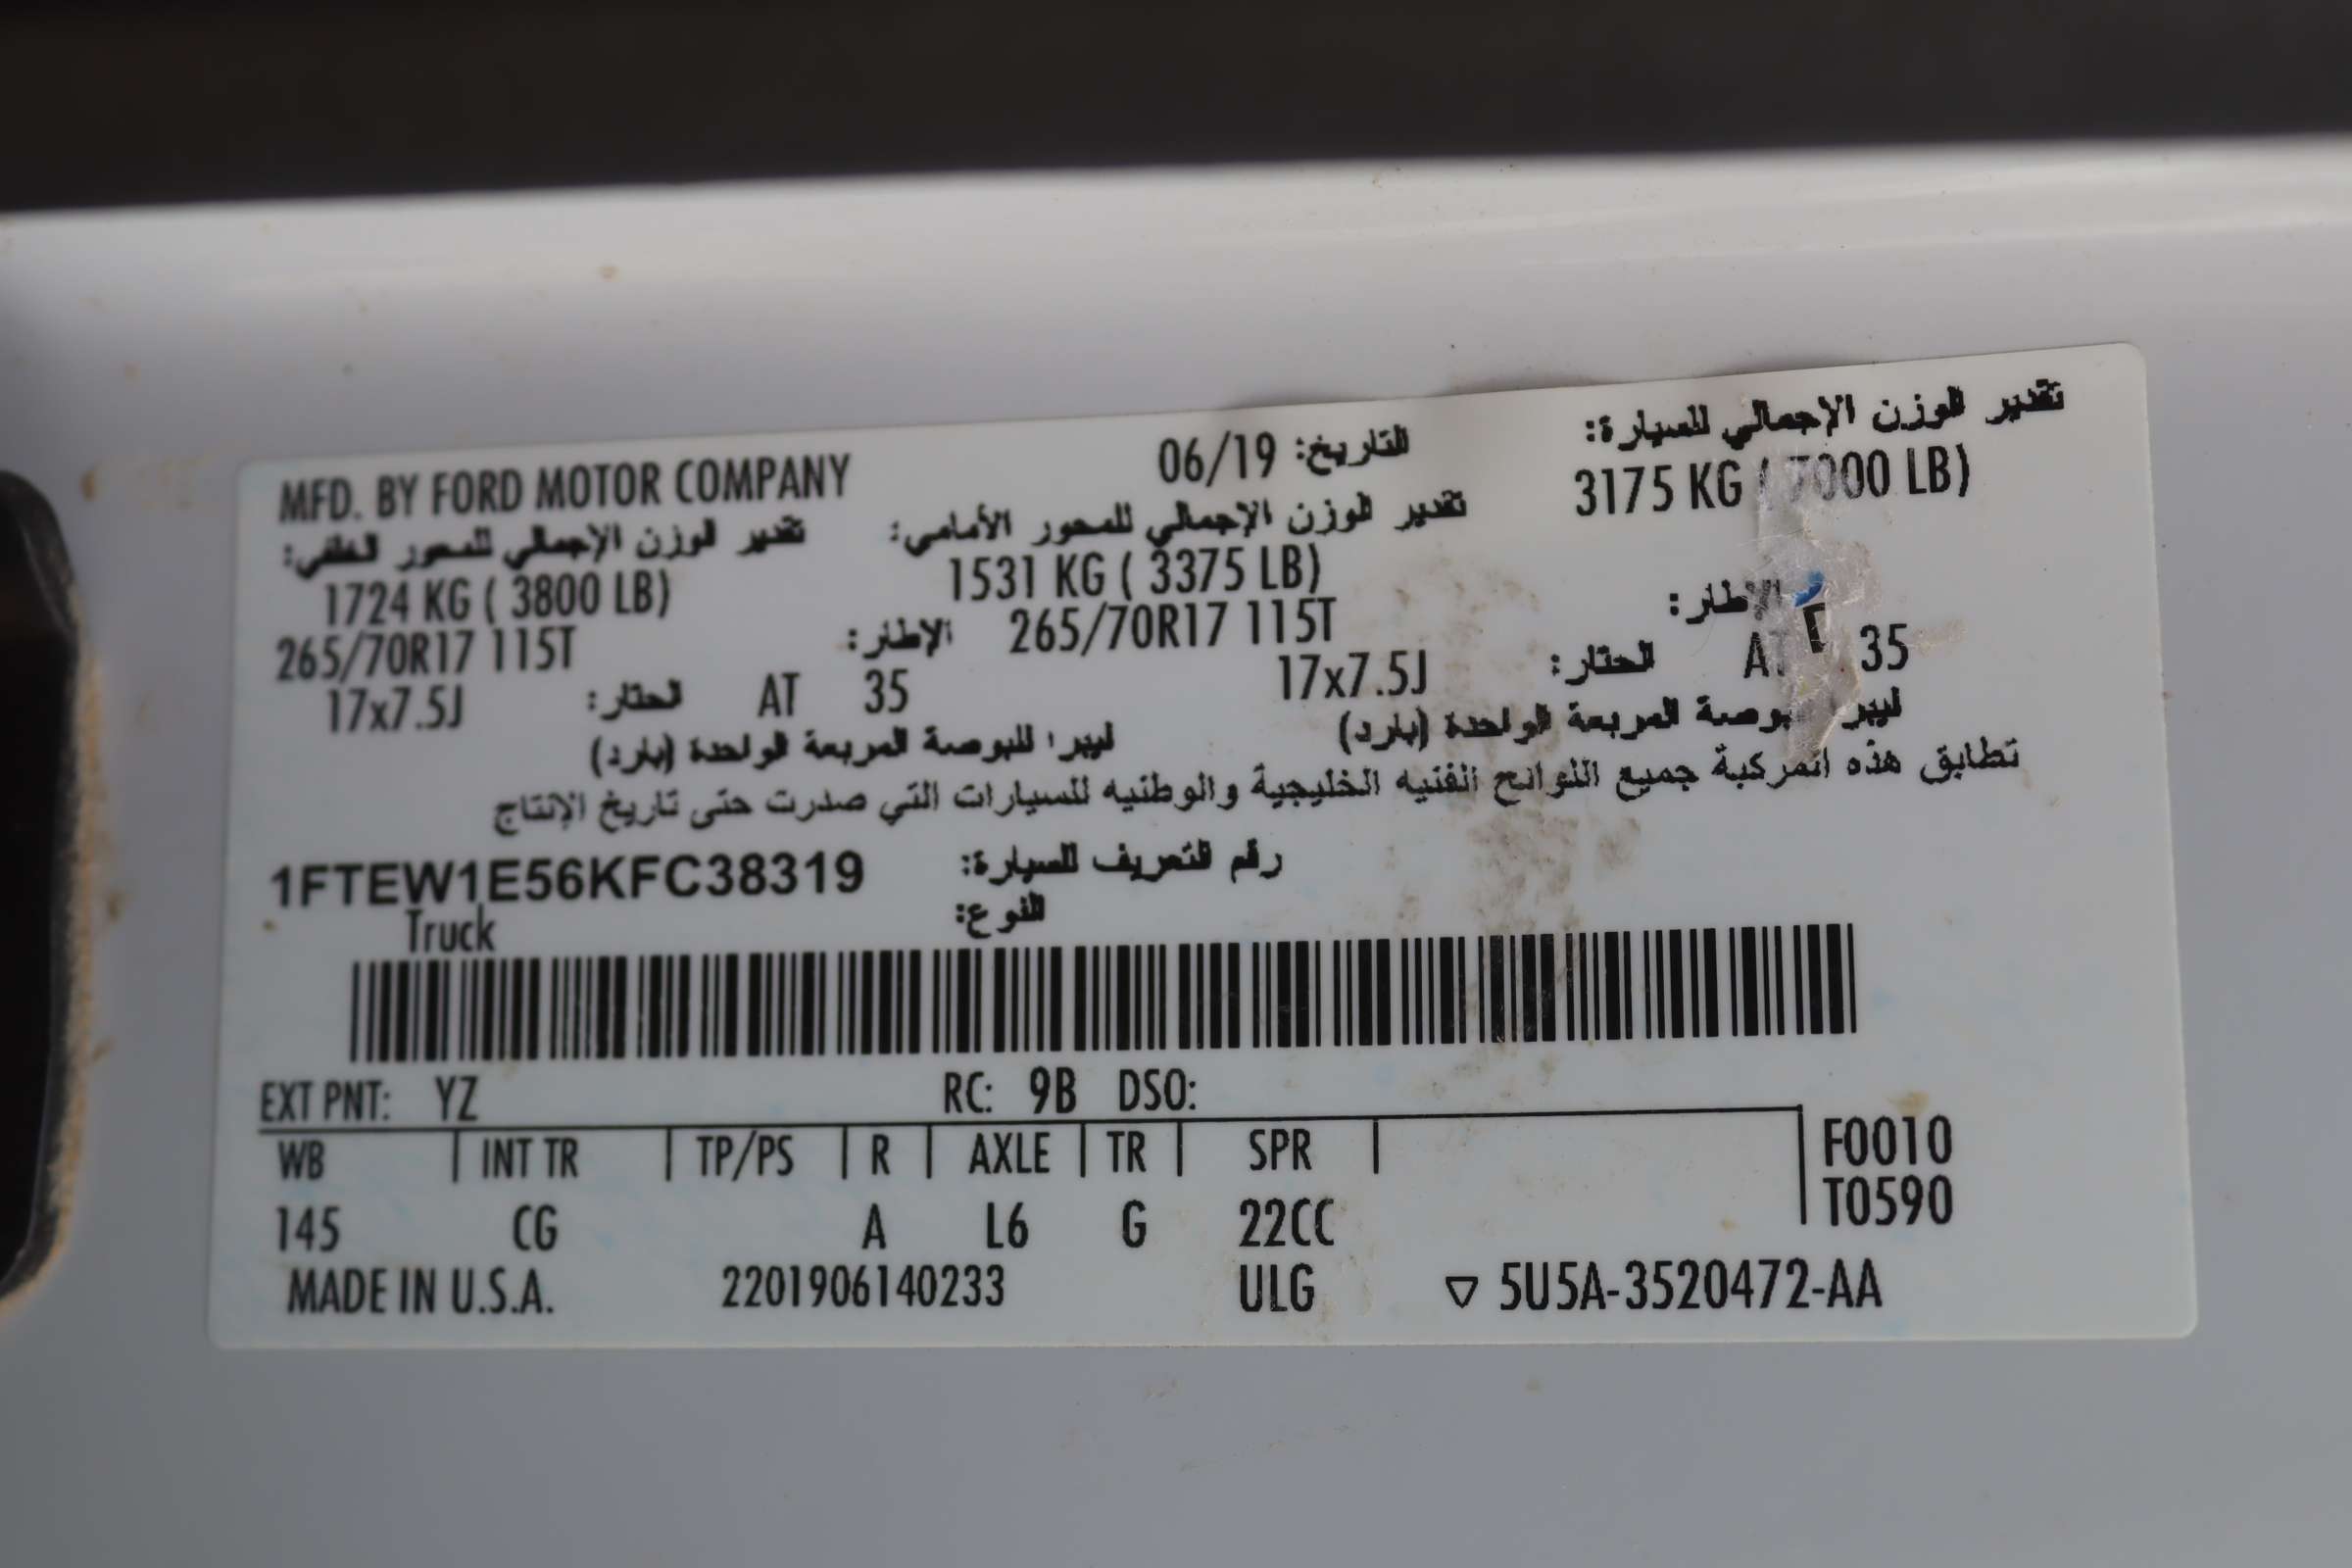 MFD. BY FORD MOTOR COMPANY 06/19 التاريخ: تقدير الوزن الإجمالي للسيارة:
3175 KG ( 7000 LB)
تقدير الوزن الإجمالي للمحور الأمامي: تقدير الوزن الإجمالي للمحور الخلفي:
1724 KG ( 3800 LB) 1531 KG ( 3375 LB)
265/70R17 115T الإطار: 265/70R17 115T الإطار:
17x7.5J الحتار: AT 35 17x7.5J الحتار: AT 35
ليبرا للبوصة المربعة الواحدة (بارد) البوصة المربعة الواحدة (بارد)
تطابق هذه المركبة جميع اللوائح الفنيه الخليجية والوطنيه للسيارات التي صدرت حتى تاريخ الإنتاج
1FTEW1E56KFC38319 رقم التعريف للسيارة:
Truck النوع:
EXT PNT: YZ RC: 9B DSO:
WB | INT TR | TP/PS | R | AXLE | TR | SPR | F0010
T0590
145 CG A L6 G 22CC
MADE IN U.S.A. 2201906140233 ULG ▽ 5U5A-3520472-AA